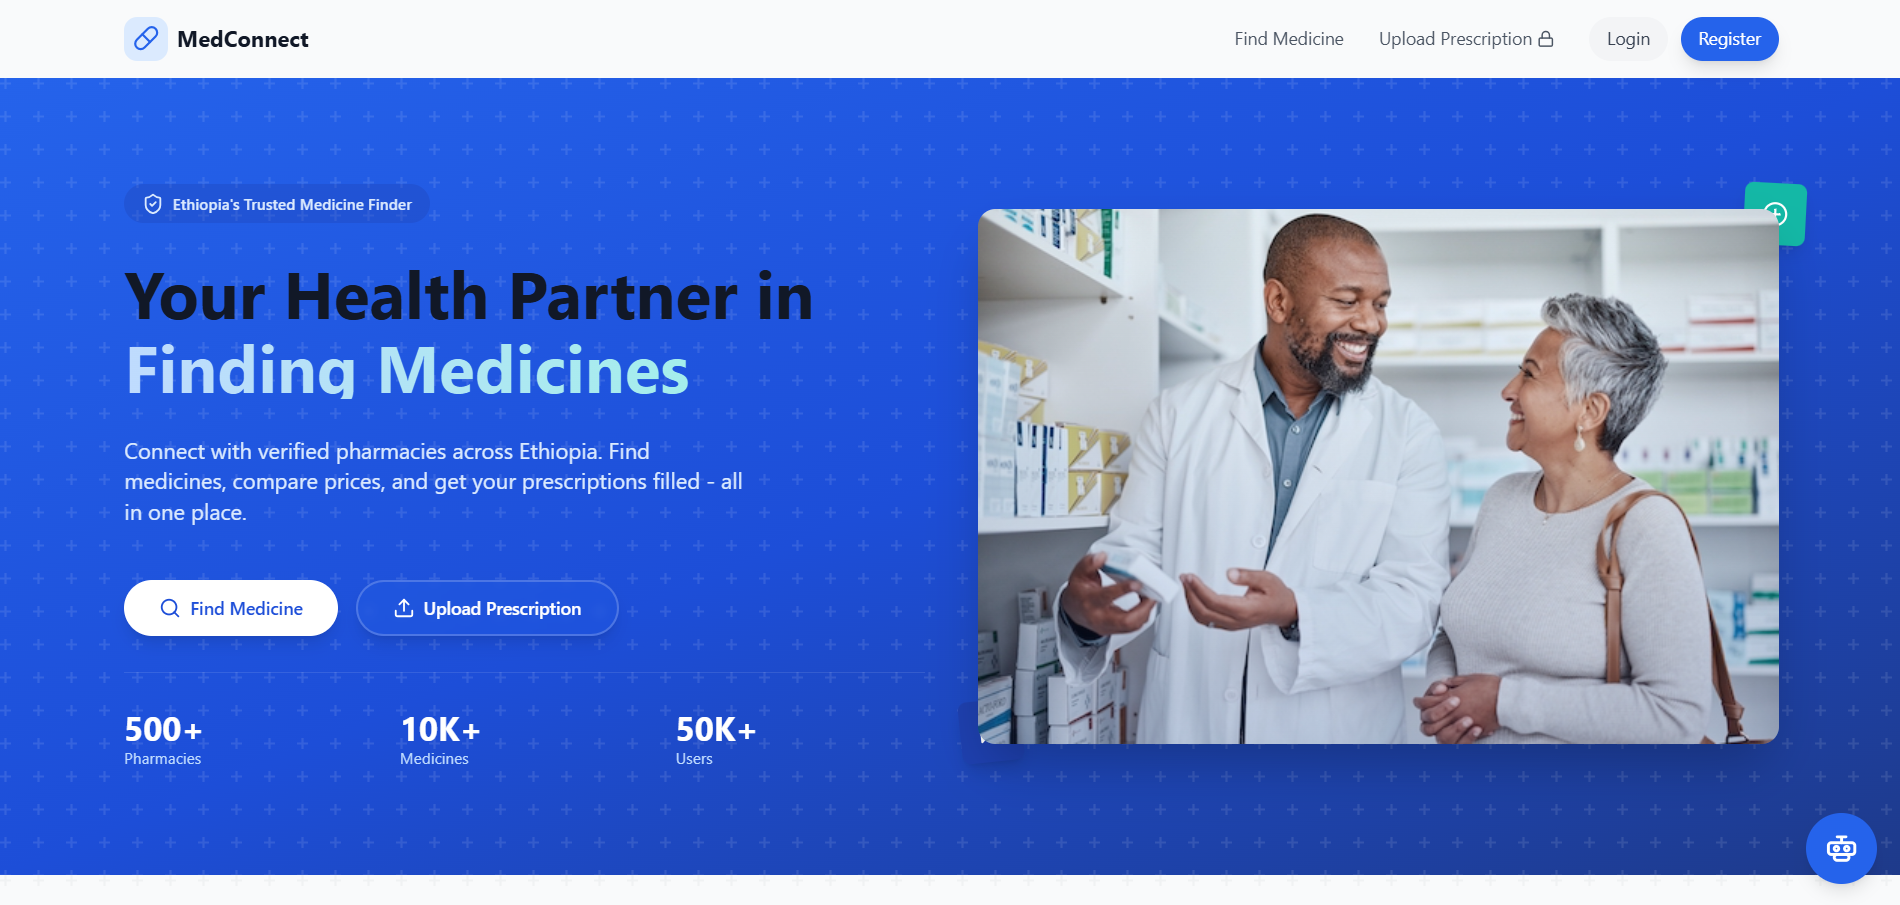 MedConnect
Find Medicine
Upload Prescription
Login
Register
Ethiopia's Trusted Medicine Finder
Your Health Partner in
Finding Medicines
Connect with verified pharmacies across Ethiopia. Find
medicines, compare prices, and get your prescriptions filled - all
in one place.
Find Medicine
Upload Prescription
500+
Pharmacies
10K+
Medicines
50K+
Users